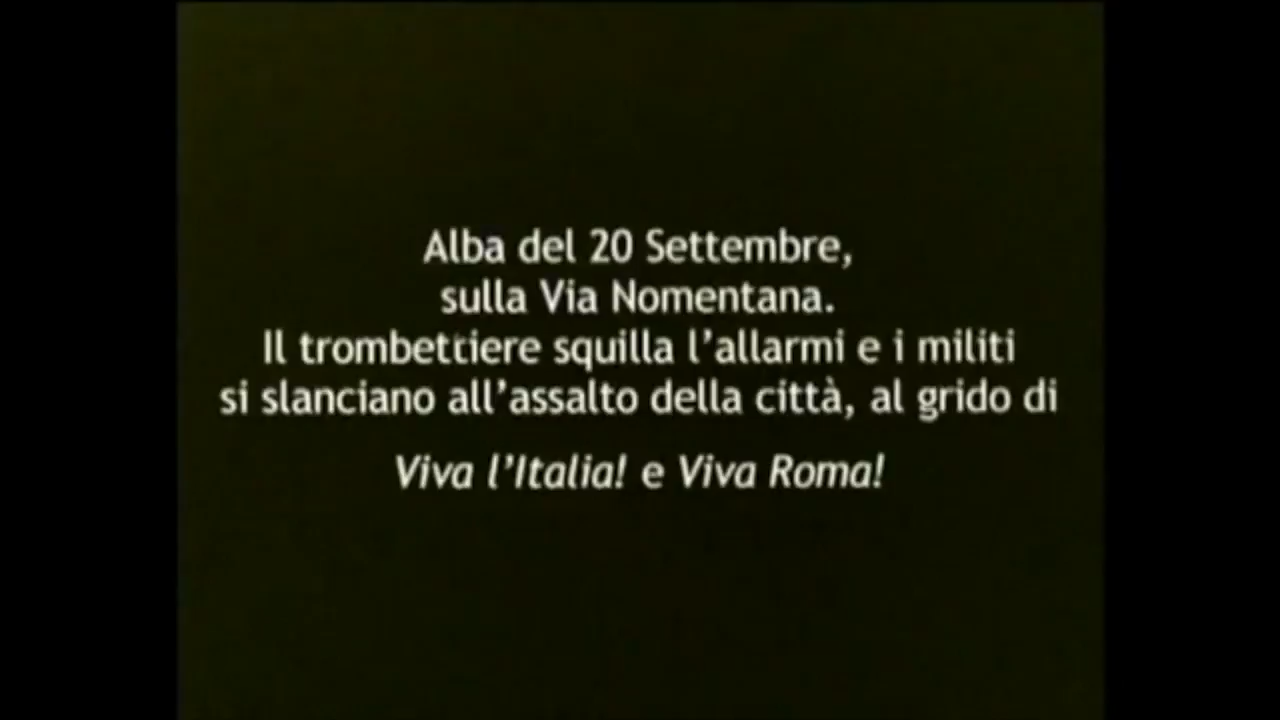 Alba del 20 Settembre,
sulla Via Nomentana.
Il trombettiere squilla l’allarmi e i militi
si slanciano all’assalto della città, al grido di
Viva l’Italia! e Viva Roma!